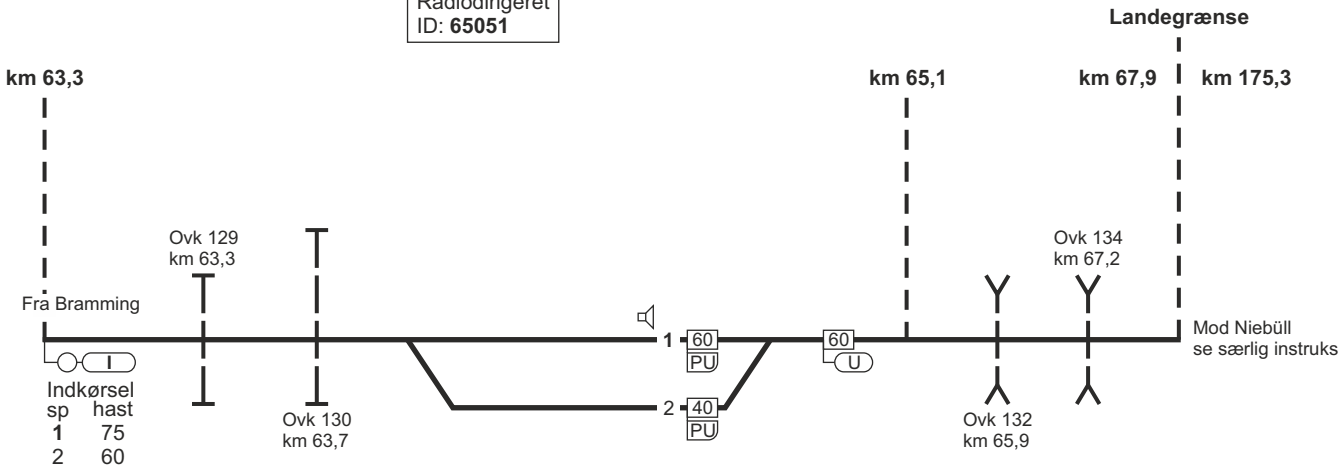 Radiodirigeret
ID: 65051
Landegrænse
km 63,3
km 65,1
km 67,9
km 175,3
Ovk 129
km 63,3
Ovk 134
km 67,2
Fra Bramming
1
60
PU
60
U
Mod Niebüll
se særlig instruks
I
Indkørsel
sp hast
1 75
2 60
Ovk 130
km 63,7
2
40
PU
Ovk 132
km 65,9